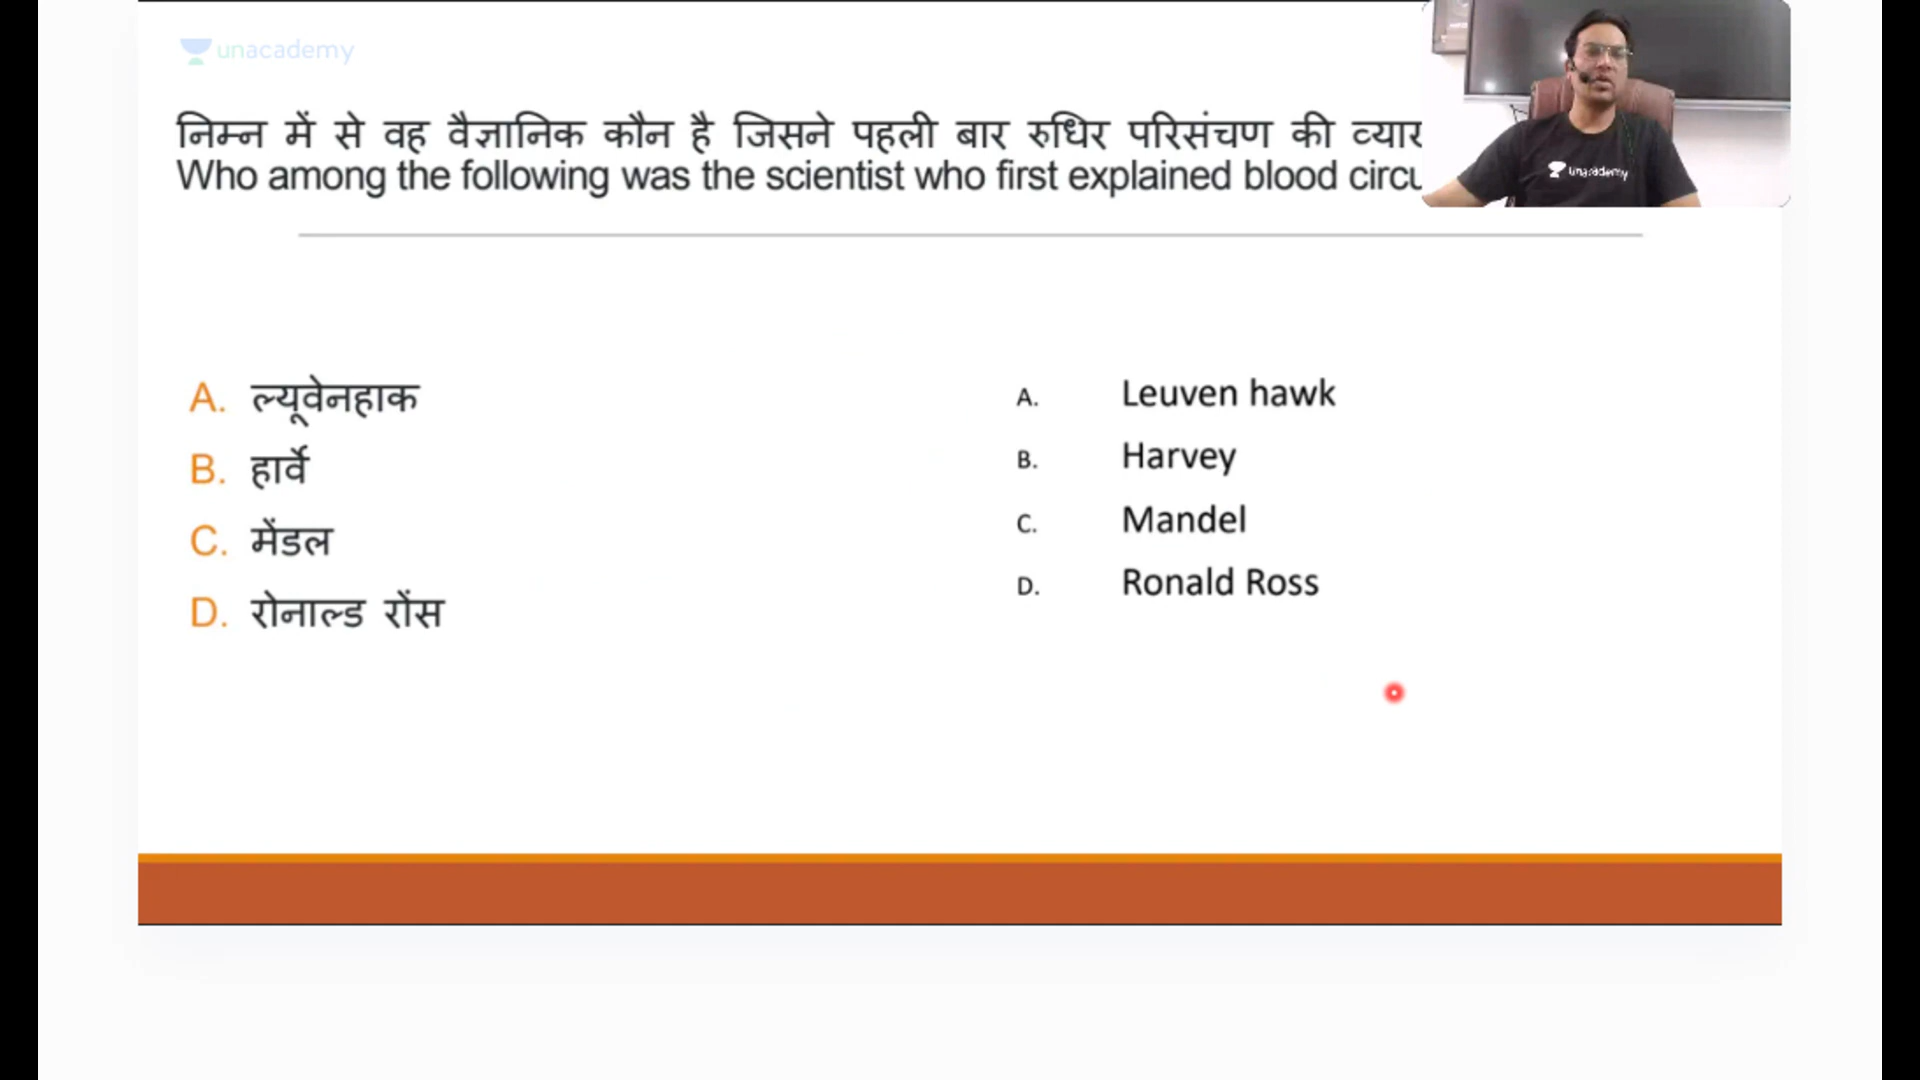 unacademy
निम्न में से वह वैज्ञानिक कौन है जिसने पहली बार रुधिर परिसंचण की
Who among the following was the scientist who first explained blood
unacademy
A. ल्यूवेनहाक
B. हार्वे
C. मेंडल
D. रोनाल्ड रोंस
A. Leuven hawk
B. Harvey
C. Mandel
D. Ronald Ross